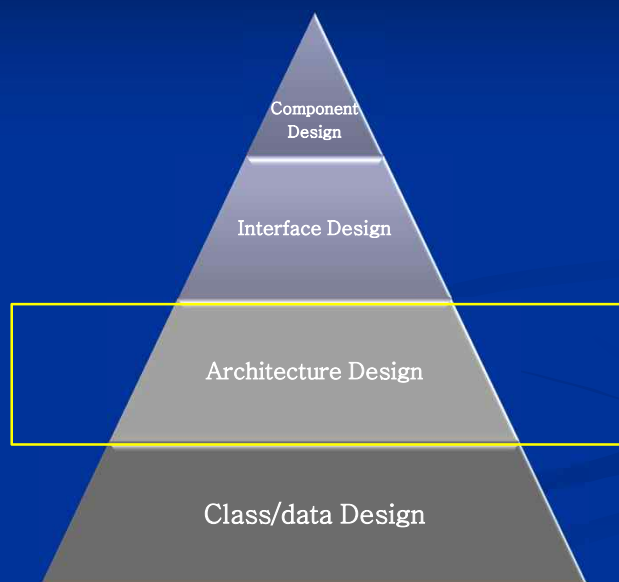 Component
Design
Interface Design
Architecture Design
Class/data Design